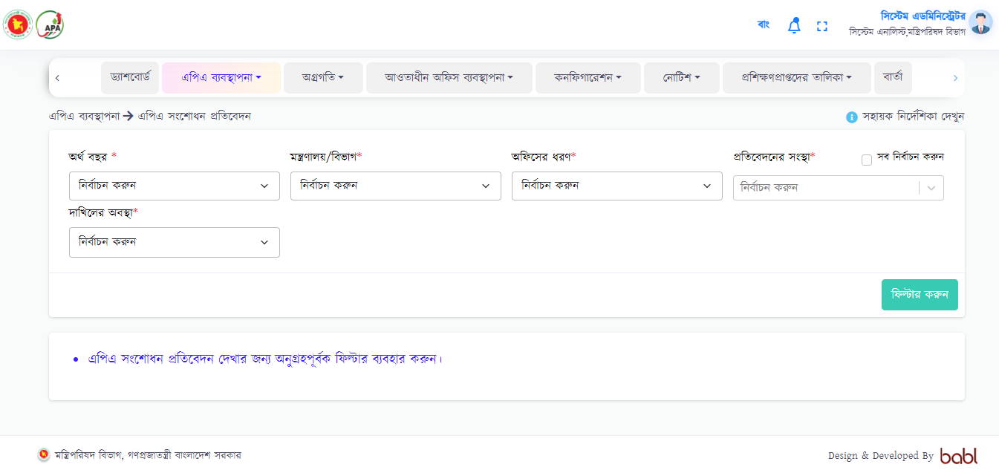 APA
বাং
সিস্টেম এডমিনিস্ট্রেটর
সিস্টেম এনালিস্ট,মন্ত্রিপরিষদ বিভাগ
ড্যাশবোর্ড এপিএ ব্যবস্থাপনা অগ্রগতি আওতাধীন অফিস ব্যবস্থাপনা কনফিগারেশন নোটিশ প্রশিক্ষণপ্রাপ্তদের তালিকা বার্তা
এপিএ ব্যবস্থাপনা → এপিএ সংশোধন প্রতিবেদন সহায়ক নির্দেশিকা দেখুন
অর্থ বছর * মন্ত্রণালয়/বিভাগ* অফিসের ধরণ* প্রতিবেদনের সংস্থা* সব নির্বাচন করুন
নির্বাচন করুন নির্বাচন করুন নির্বাচন করুন নির্বাচন করুন
দাখিলের অবস্থা*
নির্বাচন করুন
ফিল্টার করুন
• এপিএ সংশোধন প্রতিবেদন দেখার জন্য অনুগ্রহপূর্বক ফিল্টার ব্যবহার করুন।
মন্ত্রিপরিষদ বিভাগ, গণপ্রজাতন্ত্রী বাংলাদেশ সরকার Design & Developed By babl